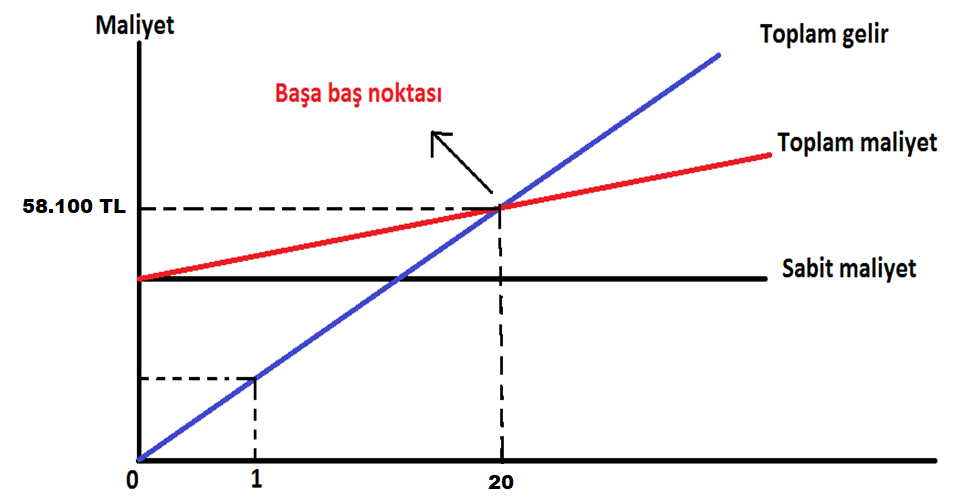 Maliyet
Toplam gelir
Başa baş noktası
Toplam maliyet
58.100 TL
Sabit maliyet
0
1
20